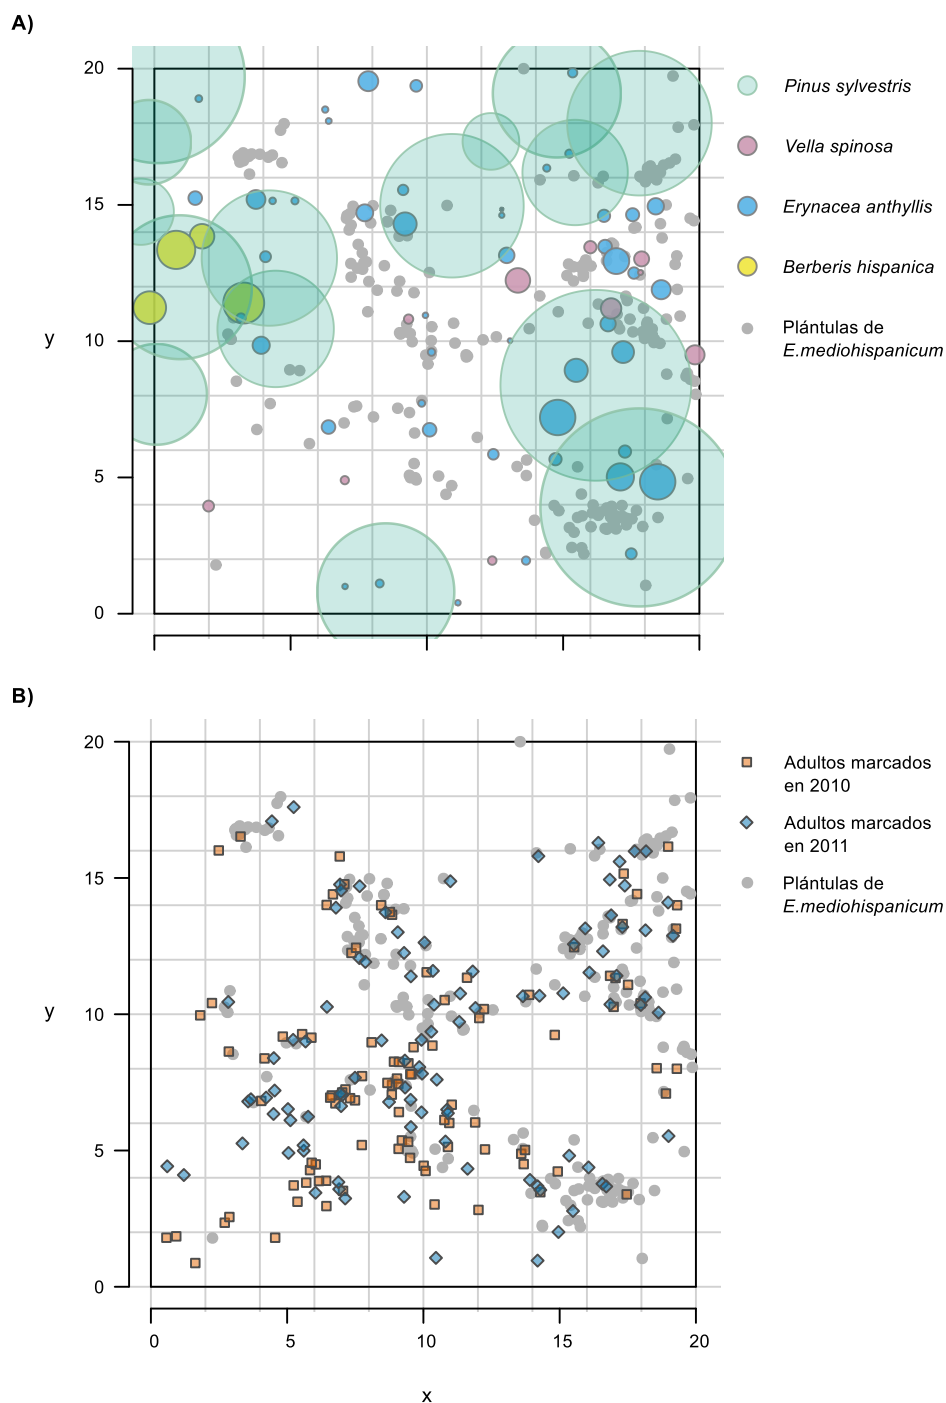 A)
20
15
10
5
0
y
Pinus sylvestris
Vella spinosa
Erynacea anthyllis
Berberis hispanica
Plántulas de
E.mediohispanicum
B)
20
15
10
5
0
y
0 5 10 15 20
x
Adultos marcados
en 2010
Adultos marcados
en 2011
Plántulas de
E.mediohispanicum